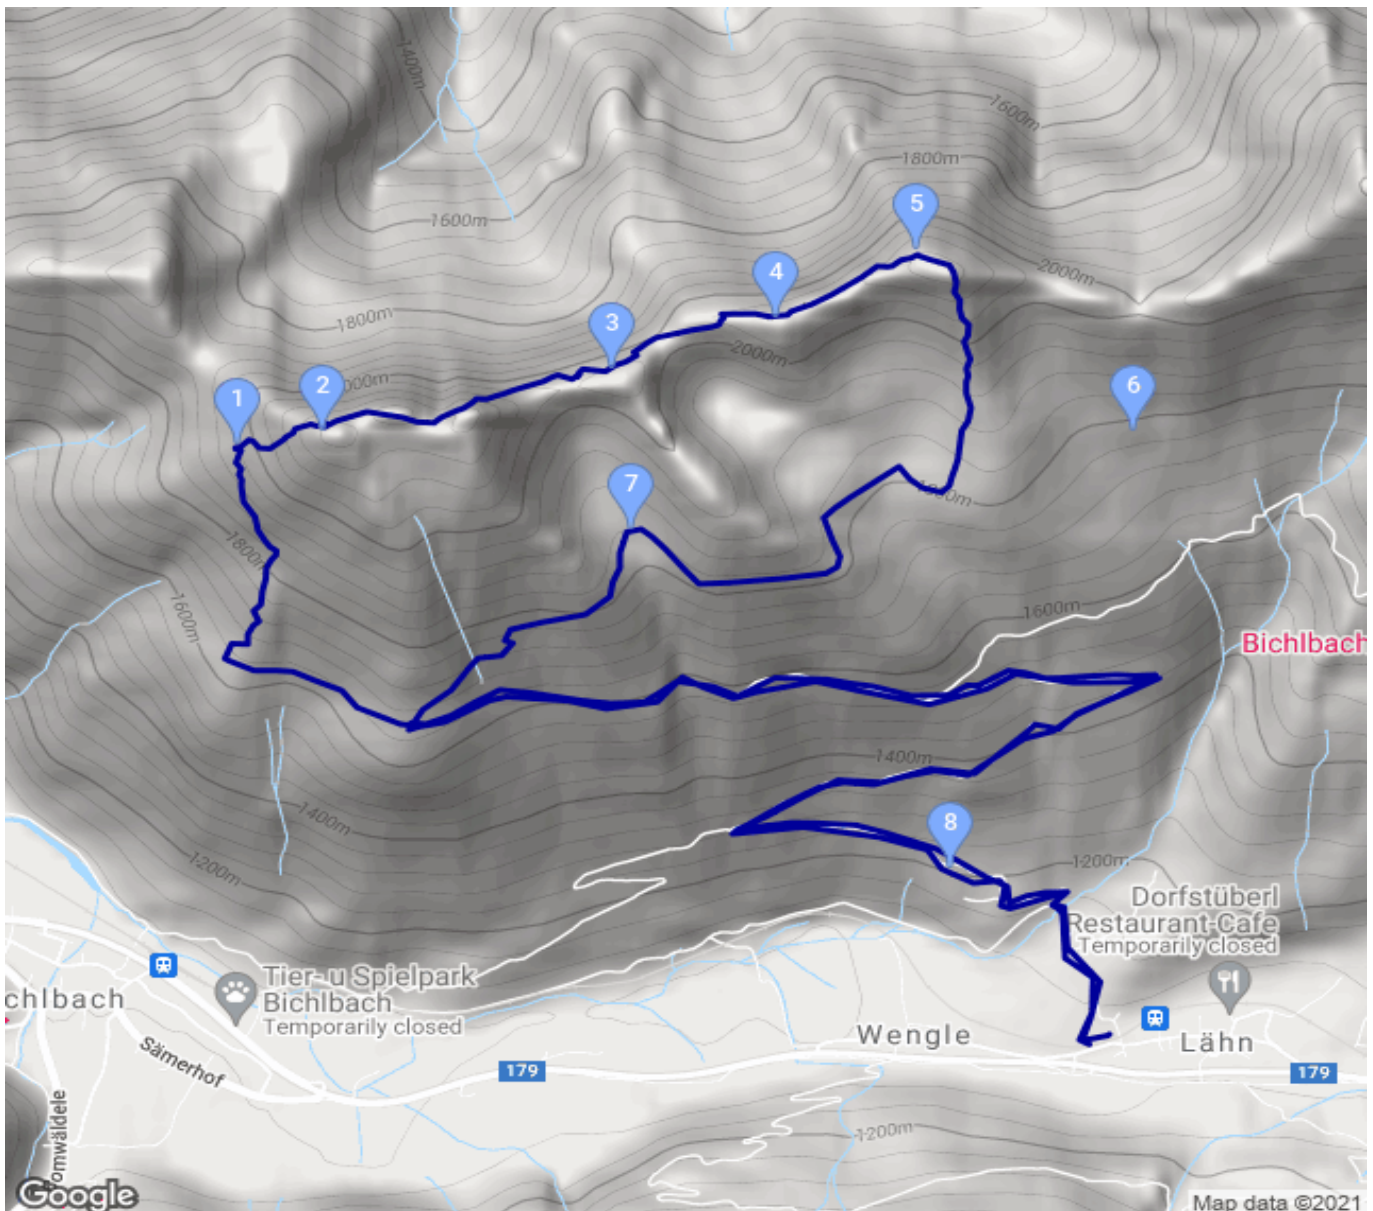 1400m
1600m
1800m
5
1600m
2000m
4
1800m
3
2000m
000m
1
2
6
7
1800m
1600m
1600m
Bichlbach
1400m
1400m
8
1200m
1200m
Dorfstüberl
Restaurant-Cafe
Temporarily closed
Tier- u Spielpark
Bichlbach
Temporarily closed
chlbach
Wengle
Lähn
Sämerhof
179
179
1200m
omwäldele
Google
Map data ©2021